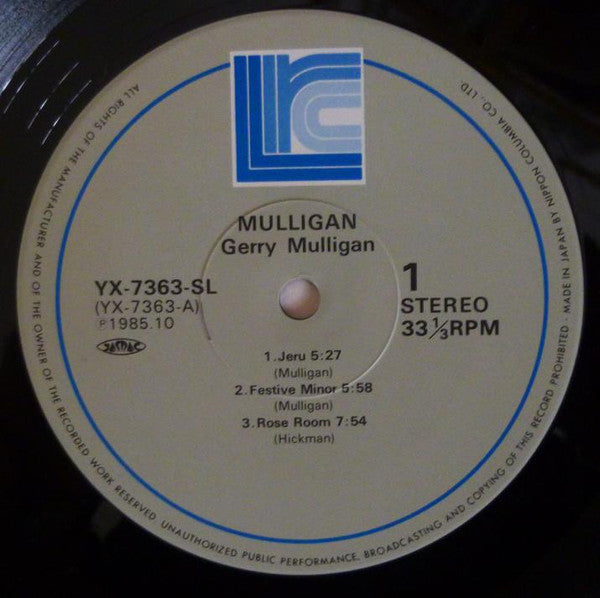 lrc
MULLIGAN
Gerry Mulligan
YX-7363-SL
(YX-7363-A)
℗1985.10
JASRAC
1
STEREO
33 ⅓RPM
1.Jeru 5:27
(Mulligan)
2.Festive Minor 5:58
(Mulligan)
3.Rose Room 7:54
(Hickman)
ALL RIGHTS OF THE MANUFACTURER AND OF THE OWNER OF THE RECORDED WORK RESERVED. UNAUTHORIZED PUBLIC PERFORMANCE, BROADCASTING AND COPYING OF THIS RECORD PROHIBITED · MADE IN JAPAN BY NIPPON COLUMBIA CO., LTD.